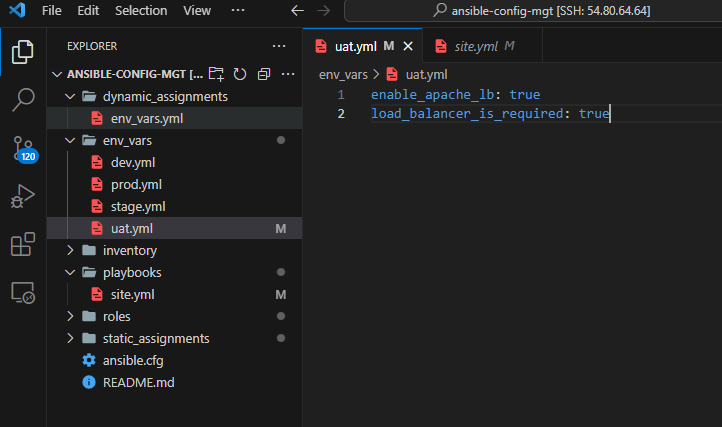 File Edit Selection View ··· ansible-config-mgt [SSH: 54.80.64.64]
EXPLORER ···
ANSIBLE-CONFIG-MGT [... ···
dynamic_assignments
env_vars.yml
env_vars
dev.yml
prod.yml
stage.yml
uat.yml M
inventory
playbooks
site.yml M
roles
static_assignments
ansible.cfg
README.md
120
uat.yml M site.yml M
env_vars > uat.yml
1 enable_apache_lb: true
2 load_balancer_is_required: true